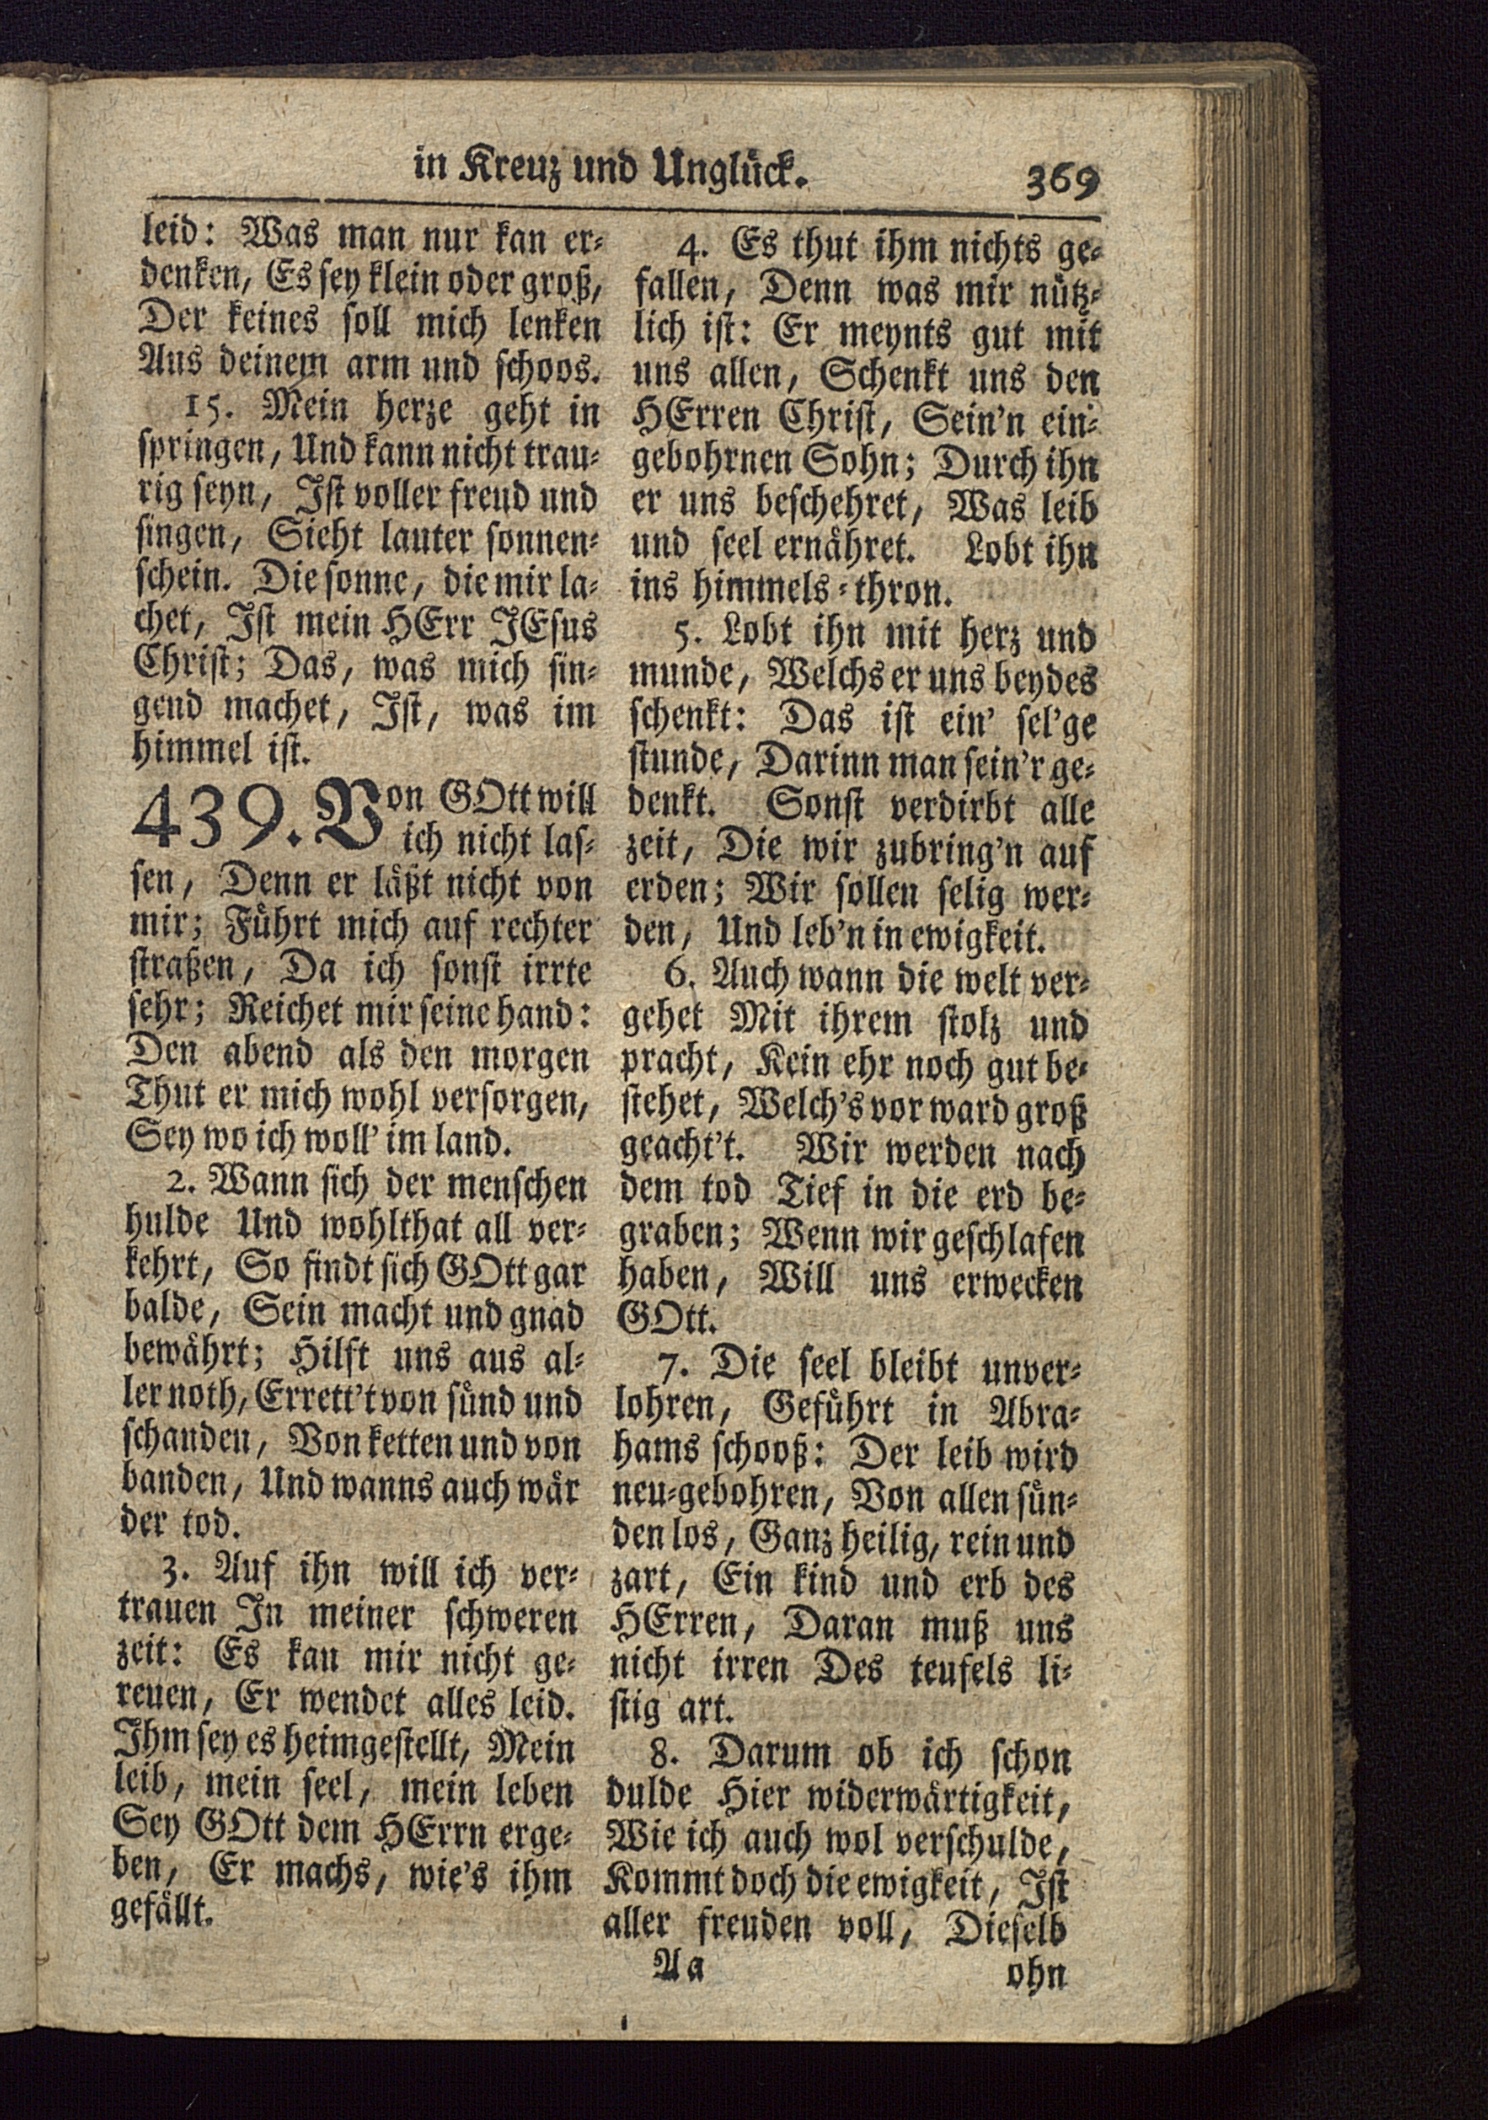 in Kreuz und Unglück. 369
leid: Was man nur kan er-
denken, Es sey klein oder groß,
Der keines soll mich lenken
Aus deinem arm und schoos.
15. Mein herze geht in
springen, Und kann nicht trau-
rig seyn, Ist voller freud und
singen, Sieht lauter sonnen-
schein. Die sonne, die mir la-
chet, Ist mein HErr JEsus
Christ; Das, was mich sin-
gend machet, Ist, was im
himmel ist.
439. Von GOtt will
ich nicht las-
sen, Denn er läßt nicht von
mir; Führt mich auf rechter
straßen, Da ich sonst irrte
sehr; Reichet mir seine hand:
Den abend als den morgen
Thut er mich wohl versorgen,
Sey wo ich woll' im land.
2. Wann sich der menschen
hulde Und wohlthat all ver-
kehrt, So findt sich GOtt gar
balde, Sein macht und gnad
bewährt; Hilft uns aus al-
ler noth, Errett't von sünd und
schanden, Von ketten und von
banden, Und wanns auch wär
der tod.
3. Auf ihn will ich ver-
trauen In meiner schweren
zeit: Es kan mir nicht ge-
reuen, Er wendet alles leid.
Ihm sey es heimgestellt, Mein
leib, mein seel, mein leben
Sey GOtt dem HErrn erge-
ben, Er machs, wie's ihm
gefällt.
4. Es thut ihm nichts ge-
fallen, Denn was mir nütz-
lich ist: Er meynts gut mit
uns allen, Schenkt uns den
HErren Christ, Sein'n ein-
gebohrnen Sohn; Durch ihn
er uns beschehret, Was leib
und seel ernähret. Lobt ihn
ins himmels-thron.
5. Lobt ihn mit herz und
munde, Welchs er uns beydes
schenkt: Das ist ein' sel'ge
stunde, Darinn man sein'r ge-
denkt. Sonst verdirbt alle
zeit, Die wir zubring'n auf
erden; Wir sollen selig wer-
den, Und leb'n in ewigkeit.
6. Auch wann die welt ver-
gehet Mit ihrem stolz und
pracht, Kein ehr noch gut be-
stehet, Welch's vor ward groß
geacht't. Wir werden nach
dem tod Tief in die erd be-
graben; Wenn wir geschlafen
haben, Will uns erwecken
GOtt.
7. Die seel bleibt unver-
lohren, Geführt in Abra-
hams schooß: Der leib wird
neu-gebohren, Von allen sün-
den los, Ganz heilig, rein und
zart, Ein kind und erb des
HErren, Daran muß uns
nicht irren Des teufels li-
stig art.
8. Darum ob ich schon
dulde Hier widerwärtigkeit,
Wie ich auch wol verschulde,
Kommt doch die ewigkeit, Ist
aller freuden voll, Dieselb
Aa ohn